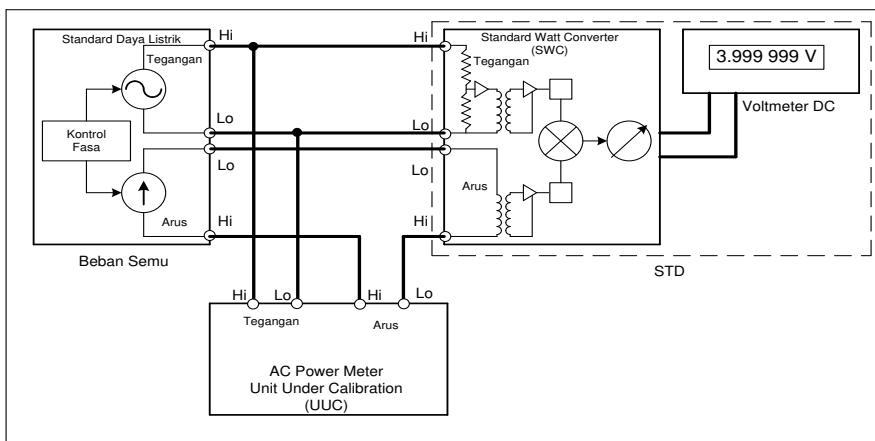 Standard Daya Listrik
Tegangan
Kontrol
Fasa
Arus
Beban Semu
Hi
Lo
Lo
Hi
Hi
Lo
Lo
Hi
Standard Watt Converter
(SWC)
Tegangan
Arus
3.999 999 V
Voltmeter DC
STD
Hi
Lo
Hi
Lo
Tegangan
Arus
AC Power Meter
Unit Under Calibration
(UUC)